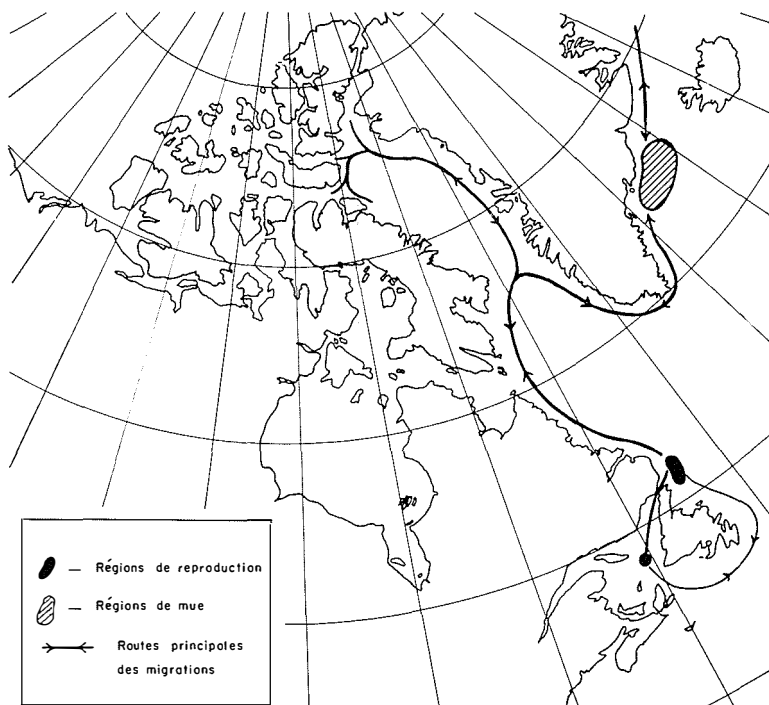 — Régions de reproduction
— Régions de mue
Routes principales
des migrations